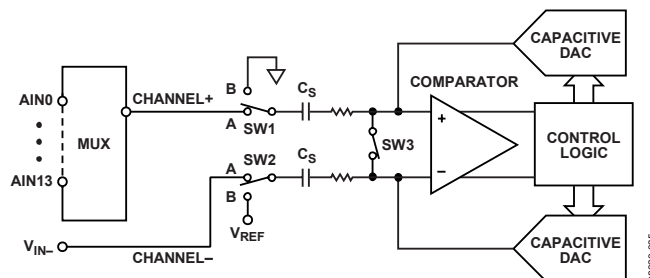 CAPACITIVE
DAC
B
CS
COMPARATOR
AIN0
CHANNEL+
A
SW1
+
MUX
SW3
CONTROL
LOGIC
A
SW2
CS
–
AIN13
B
VREF
VIN–
CHANNEL–
CAPACITIVE
DAC